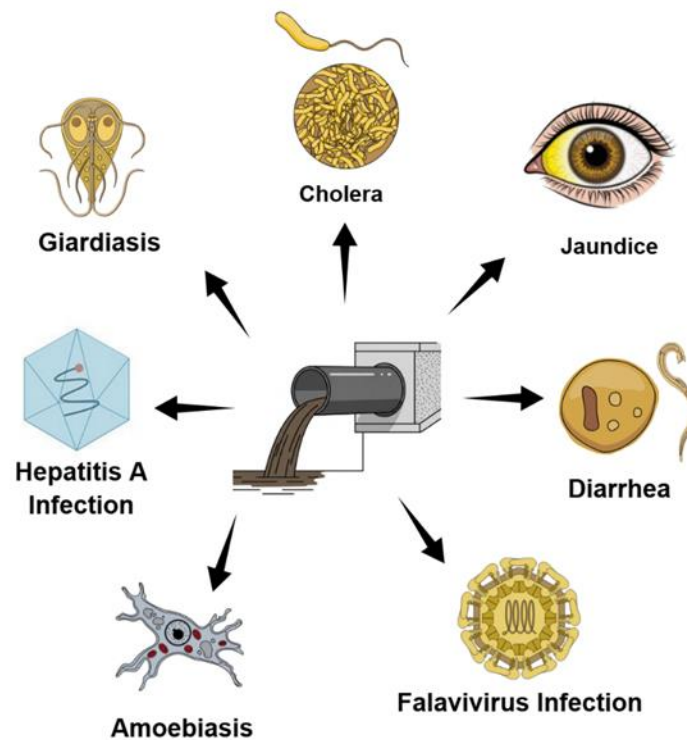 Cholera
Giardiasis
Jaundice
Hepatitis A
Infection
Diarrhea
Amoebiasis
Falavivirus Infection